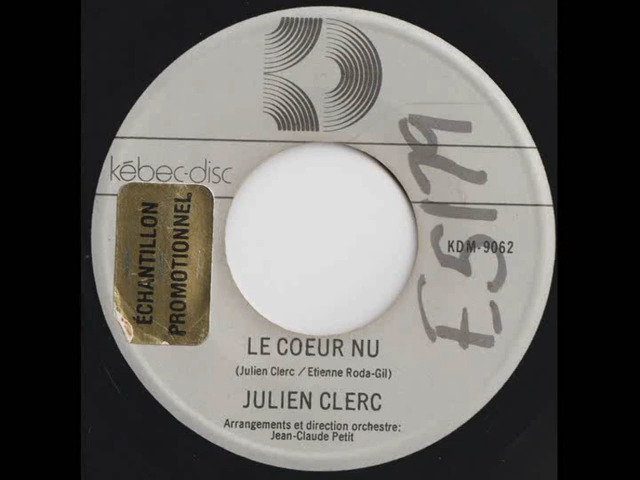 kébec-disc
ÉCHANTILLON
PROMOTIONNEL
E5179
KDM-9062
LE COEUR NU
(Julien Clerc / Etienne Roda-Gil)
JULIEN CLERC
Arrangements et direction orchestre:
Jean-Claude Petit